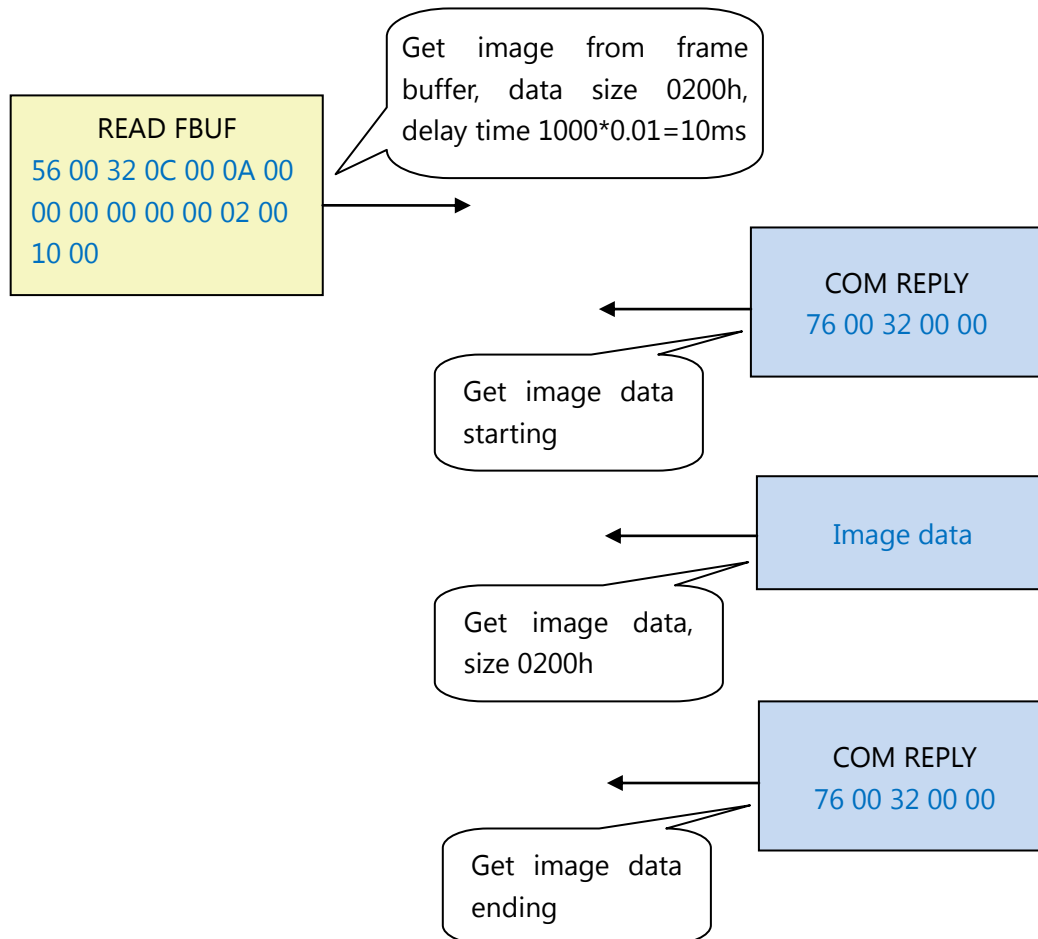 Get image from frame
buffer, data size 0200h,
delay time 1000*0.01=10ms
READ FBUF
56 00 32 0C 00 0A 00
00 00 00 00 00 02 00
10 00
COM REPLY
76 00 32 00 00
Get image data
starting
Image data
Get image data,
size 0200h
COM REPLY
76 00 32 00 00
Get image data
ending